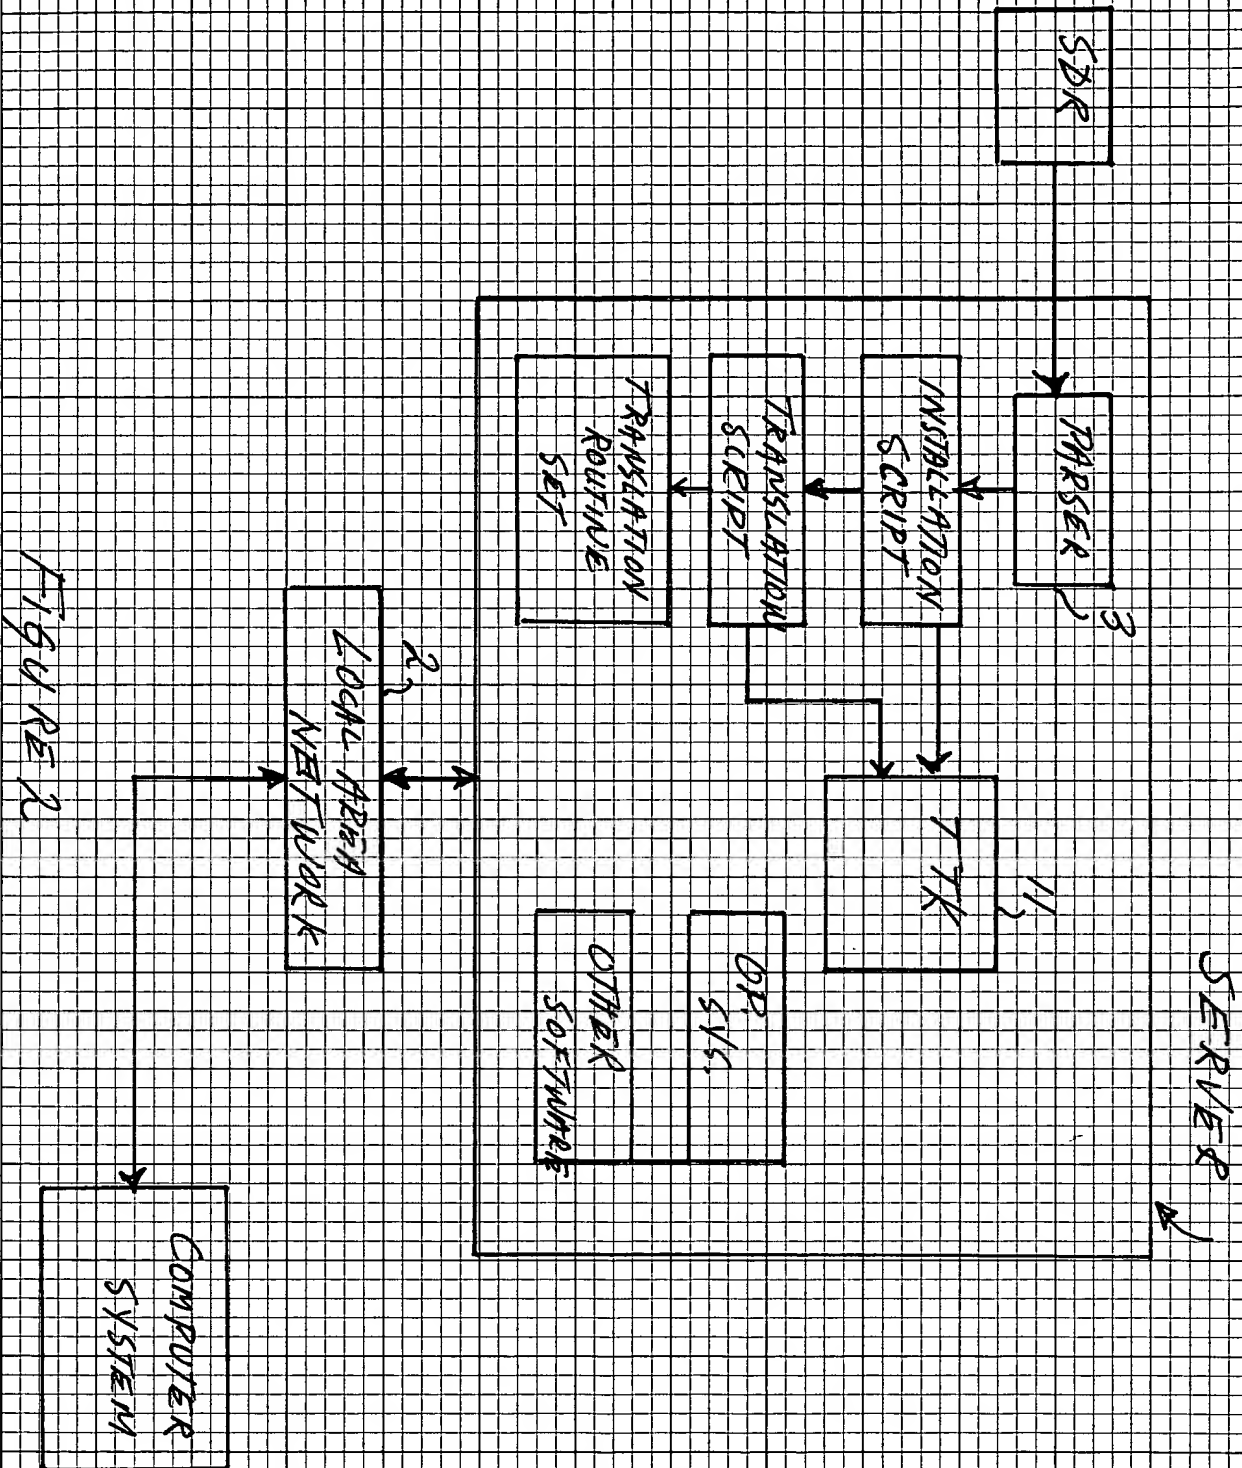 SERVER
SDR
PARSER
3
INSTALLATION
SCRIPT
TRANSLATION
SCRIPT
TRANSLATION
ROUTINE
SET
11
TTK
OP.
SYS.
OTHER
SOFTWARE
2
LOCAL AREA
NETWORK
COMPUTER
SYSTEM
FIGURE 2